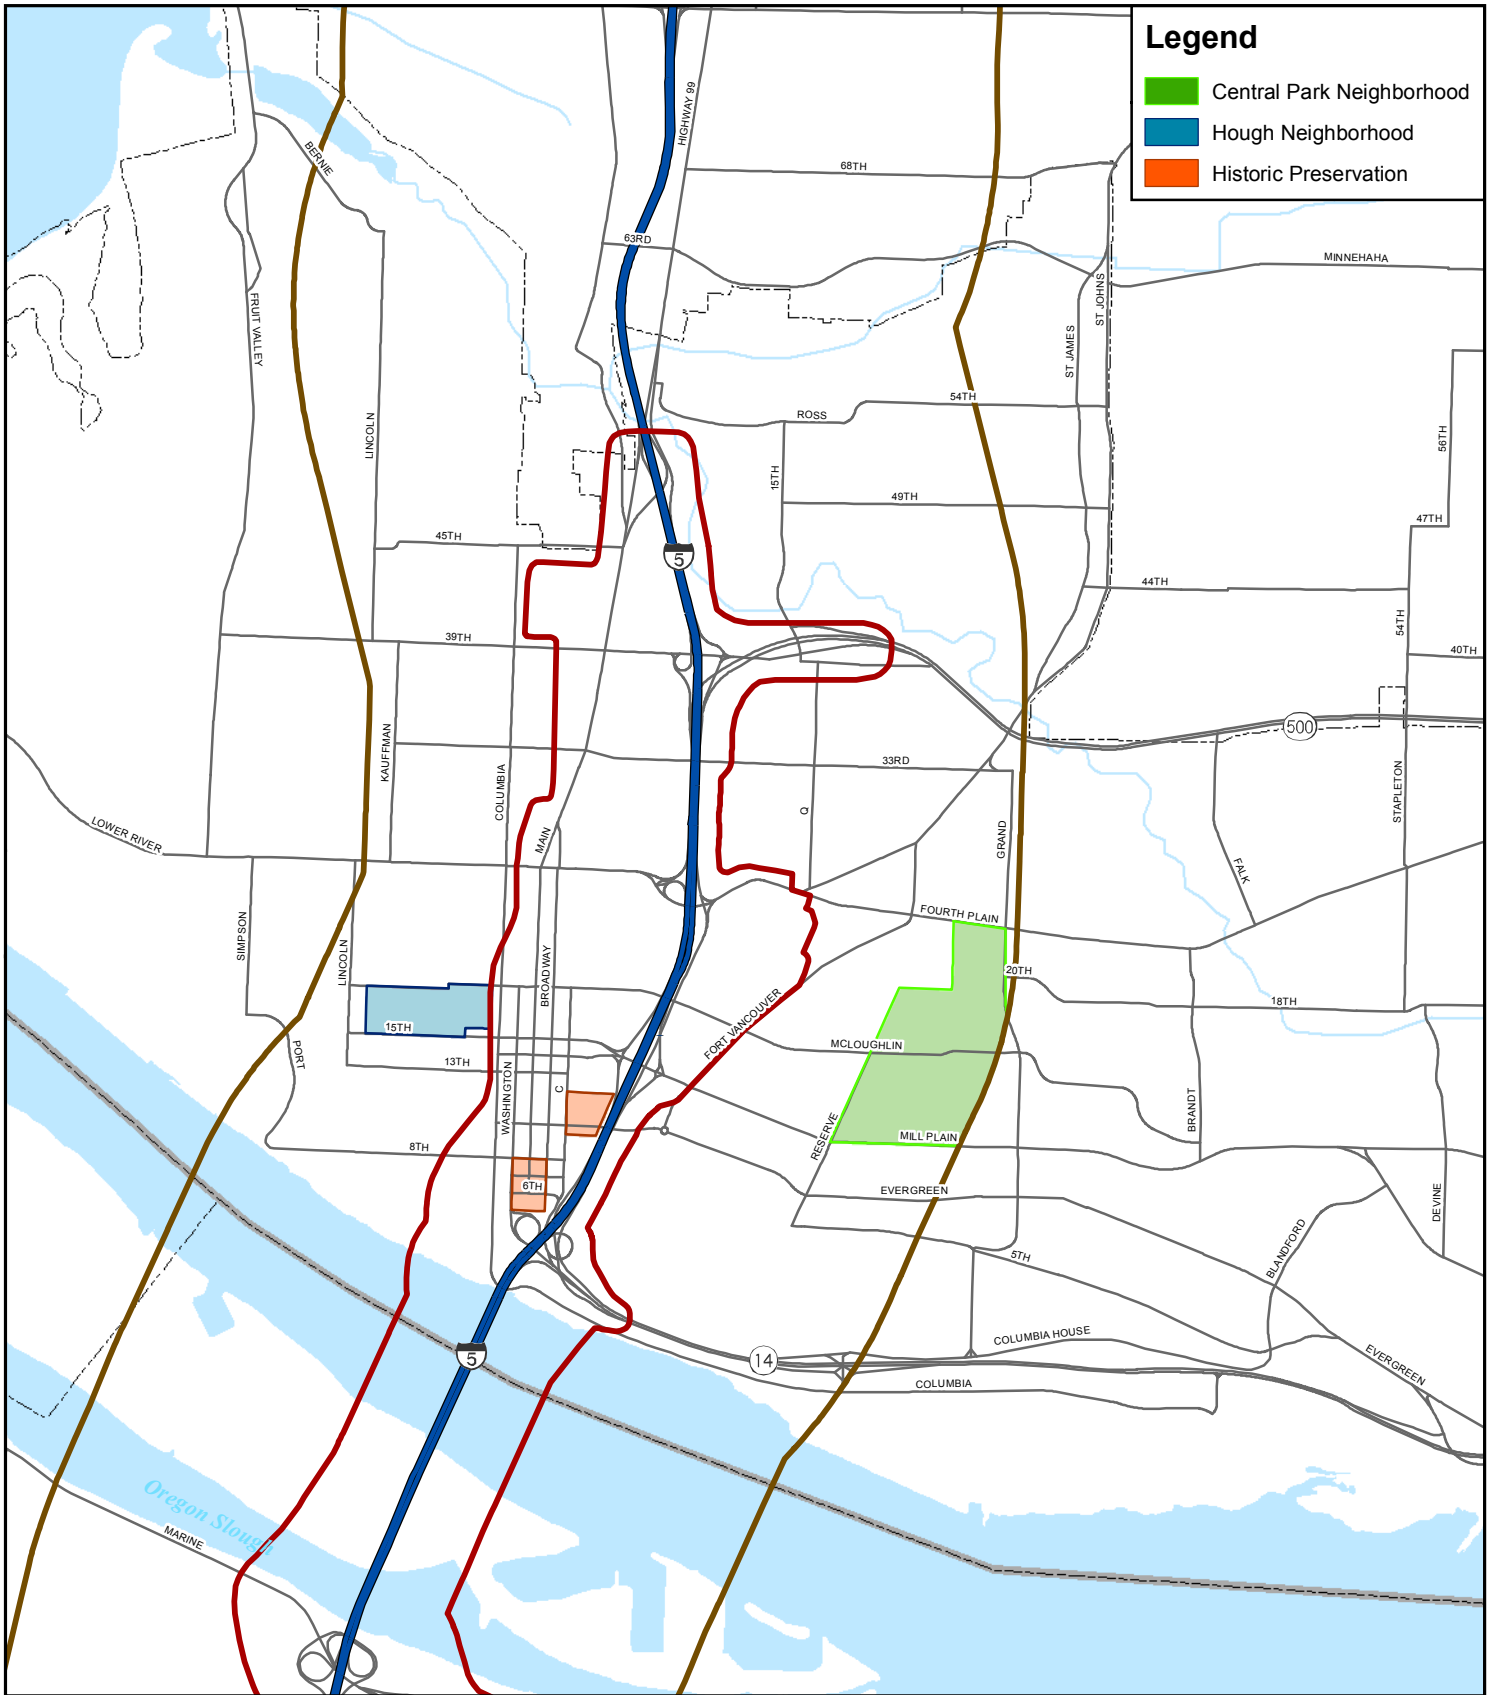 Legend
Central Park Neighborhood
Hough Neighborhood
Historic Preservation
HIGHWAY 99
BERNIE
68TH
63RD
MINNEHAHA
FRUIT VALLEY
ST JOHNS
ST JAMES
54TH
ROSS
LINCOLN
56TH
15TH
49TH
47TH
45TH
5
44TH
54TH
39TH
40TH
500
KAUFFMAN
COLUMBIA
33RD
STAPLETON
Q
LOWER RIVER
MAIN
GRAND
FALK
FOURTH PLAIN
SIMPSON
LINCOLN
BROADWAY
20TH
18TH
15TH
FORT VANCOUVER
MCLOUGHLIN
PORT
13TH
WASHINGTON
C
BRANDT
RESERVE
MILL PLAIN
8TH
6TH
EVERGREEN
DEVINE
BLANDFORD
5TH
COLUMBIA HOUSE
5
14
EVERGREEN
COLUMBIA
Oregon Slough
MARINE